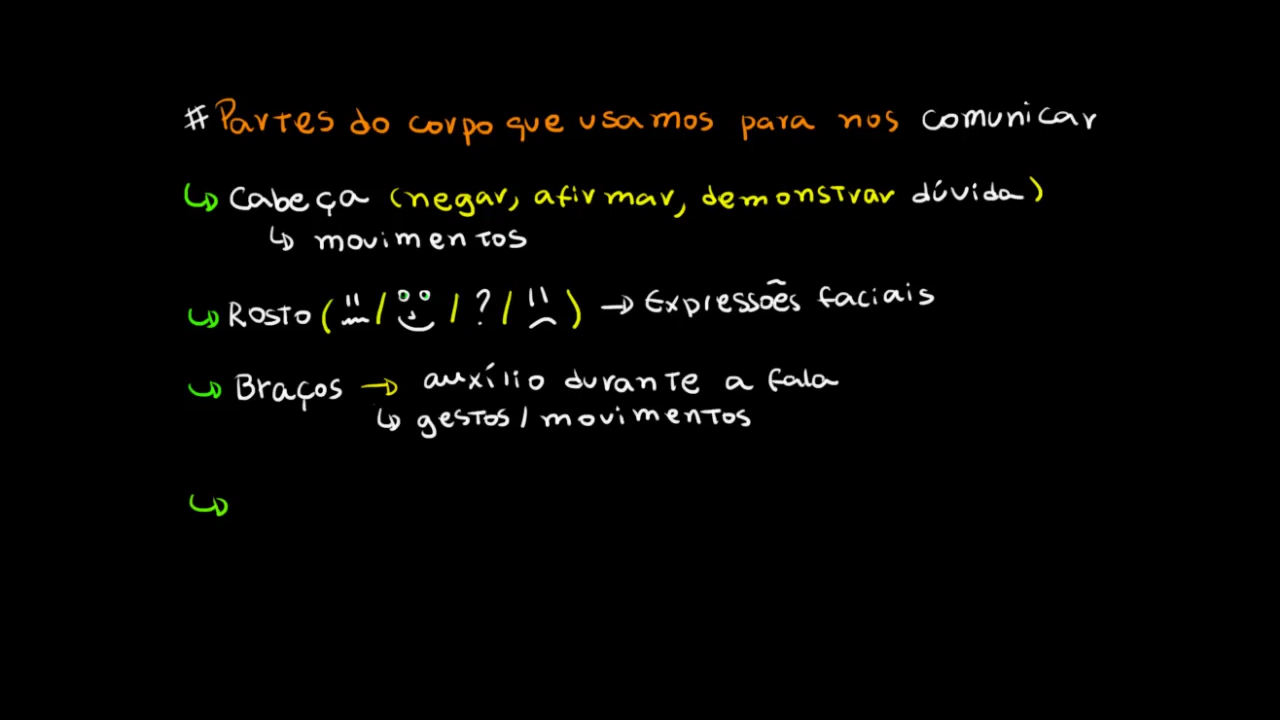 # Partes do corpo que usamos para nos comunicar
↳ Cabeça (negar, afirmar, demonstrar dúvida)
↳ movimentos
↳ Rosto ( / / ? / ) → Expressões faciais
↳ Braços → auxílio durante a fala
↳ gestos / movimentos
↳